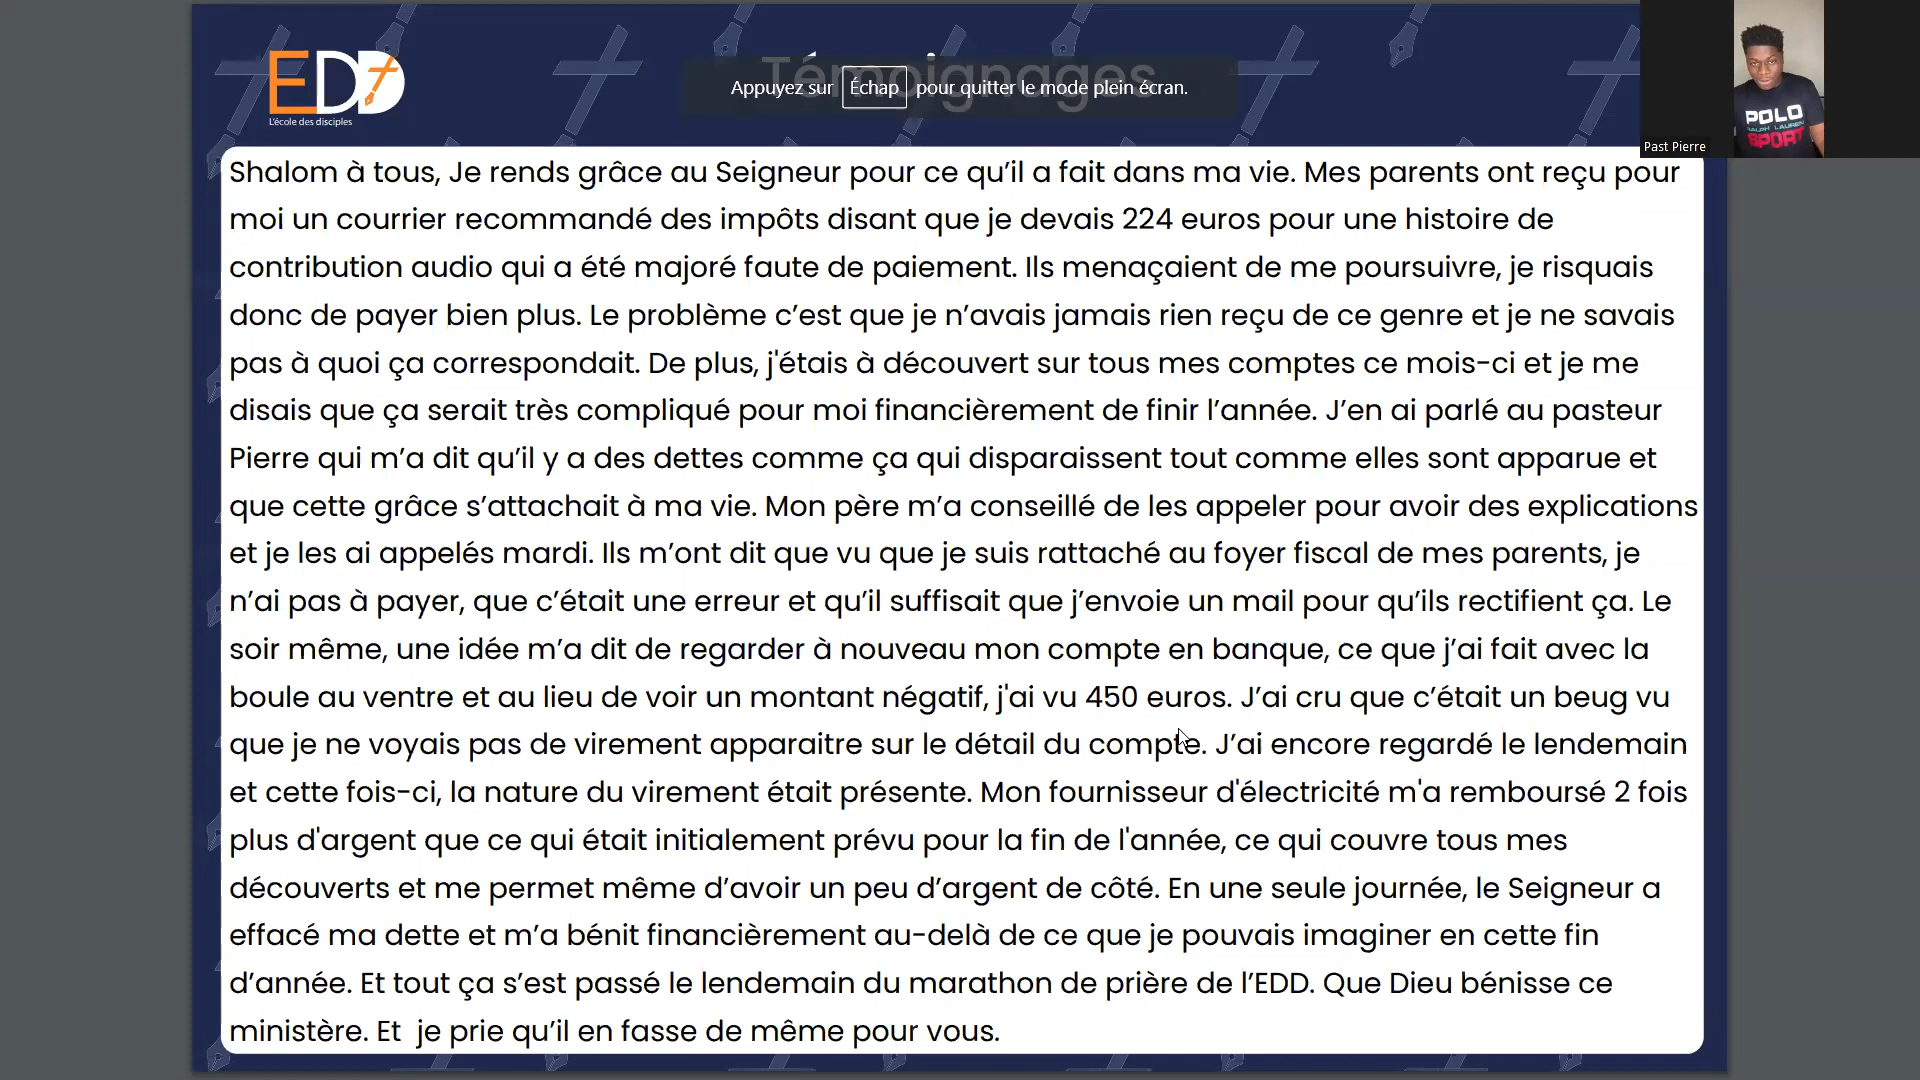 EDD
L'école des disciples
Témoignages
Appuyez sur Échap pour quitter le mode plein écran.
POLO
RALPH LAUREN
SPORT
Past Pierre
Shalom à tous, Je rends grâce au Seigneur pour ce qu’il a fait dans ma vie. Mes parents ont reçu pour
moi un courrier recommandé des impôts disant que je devais 224 euros pour une histoire de
contribution audio qui a été majoré faute de paiement. Ils menaçaient de me poursuivre, je risquais
donc de payer bien plus. Le problème c’est que je n’avais jamais rien reçu de ce genre et je ne savais
pas à quoi ça correspondait. De plus, j'étais à découvert sur tous mes comptes ce mois-ci et je me
disais que ça serait très compliqué pour moi financièrement de finir l’année. J’en ai parlé au pasteur
Pierre qui m’a dit qu’il y a des dettes comme ça qui disparaissent tout comme elles sont apparue et
que cette grâce s’attachait à ma vie. Mon père m’a conseillé de les appeler pour avoir des explications
et je les ai appelés mardi. Ils m’ont dit que vu que je suis rattaché au foyer fiscal de mes parents, je
n’ai pas à payer, que c’était une erreur et qu’il suffisait que j’envoie un mail pour qu’ils rectifient ça. Le
soir même, une idée m’a dit de regarder à nouveau mon compte en banque, ce que j’ai fait avec la
boule au ventre et au lieu de voir un montant négatif, j'ai vu 450 euros. J’ai cru que c’était un beug vu
que je ne voyais pas de virement apparaitre sur le détail du compte. J’ai encore regardé le lendemain
et cette fois-ci, la nature du virement était présente. Mon fournisseur d'électricité m'a remboursé 2 fois
plus d'argent que ce qui était initialement prévu pour la fin de l'année, ce qui couvre tous mes
découverts et me permet même d’avoir un peu d’argent de côté. En une seule journée, le Seigneur a
effacé ma dette et m’a bénit financièrement au-delà de ce que je pouvais imaginer en cette fin
d’année. Et tout ça s’est passé le lendemain du marathon de prière de l’EDD. Que Dieu bénisse ce
ministère. Et  je prie qu’il en fasse de même pour vous.